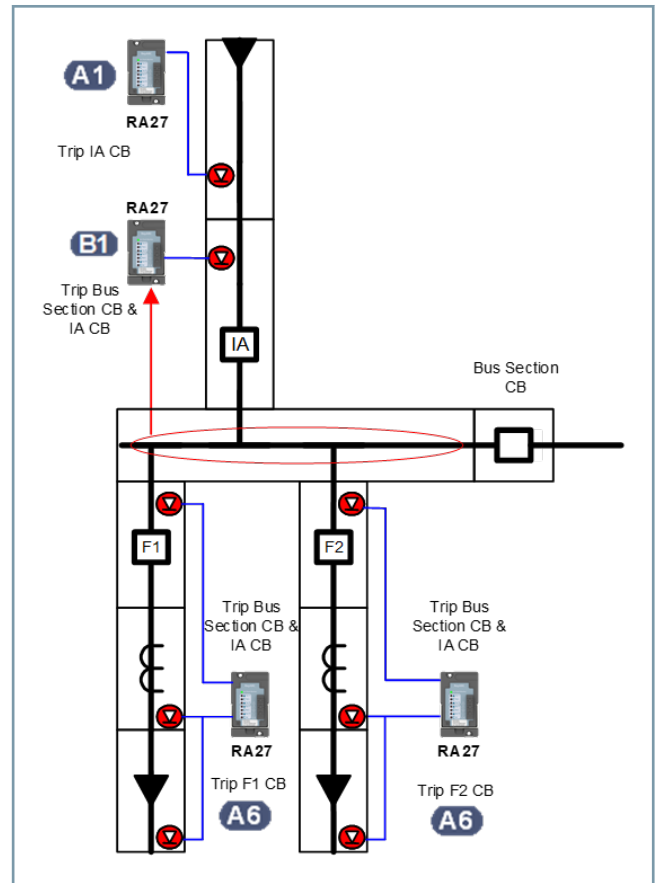 A1
RA27
Trip IA CB
RA27
B1
Trip Bus
Section CB &
IA CB
IA
Bus Section
CB
F1
F2
Trip Bus
Section CB &
IA CB
Trip Bus
Section CB &
IA CB
RA27
RA27
Trip F1 CB
Trip F2 CB
A6
A6